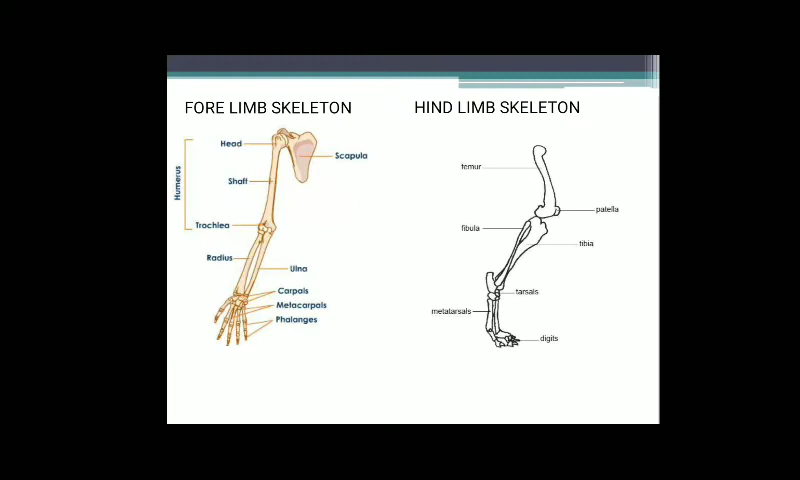 FORE LIMB SKELETON
Head
Scapula
Humerus
Shaft
Trochlea
Radius
Ulna
Carpals
Metacarpals
Phalanges
HIND LIMB SKELETON
femur
patella
fibula
tibia
tarsals
metatarsals
digits